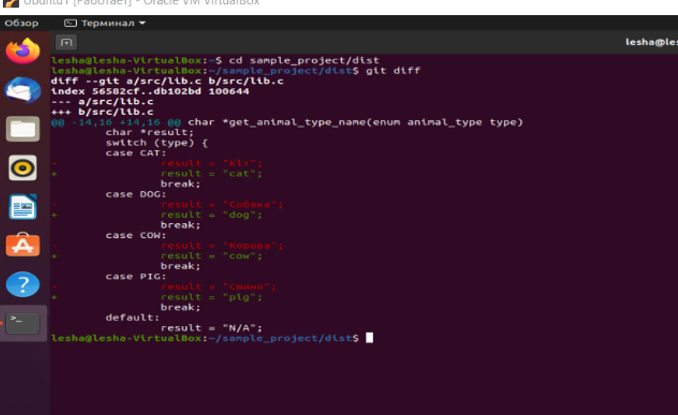 Ubuntu1 [Работает] - Oracle VM VirtualBox
Обзор
Терминал
lesha@les
lesha@lesha-VirtualBox:~$ cd sample_project/dist
lesha@lesha-VirtualBox:~/sample_project/dist$ git diff
diff --git a/src/lib.c b/src/lib.c
index 56582cf..db102bd 100644
--- a/src/lib.c
+++ b/src/lib.c
@@ -14,16 +14,16 @@ char *get_animal_type_name(enum animal_type type)
char *result;
switch (type) {
case CAT:
- result = "Кіт";
+ result = "cat";
break;
case DOG:
- result = "Собака";
+ result = "dog";
break;
case COW:
- result = "Корова";
+ result = "cow";
break;
case PIG:
- result = "Свиня";
+ result = "pig";
break;
default:
result = "N/A";
lesha@lesha-VirtualBox:~/sample_project/dist$